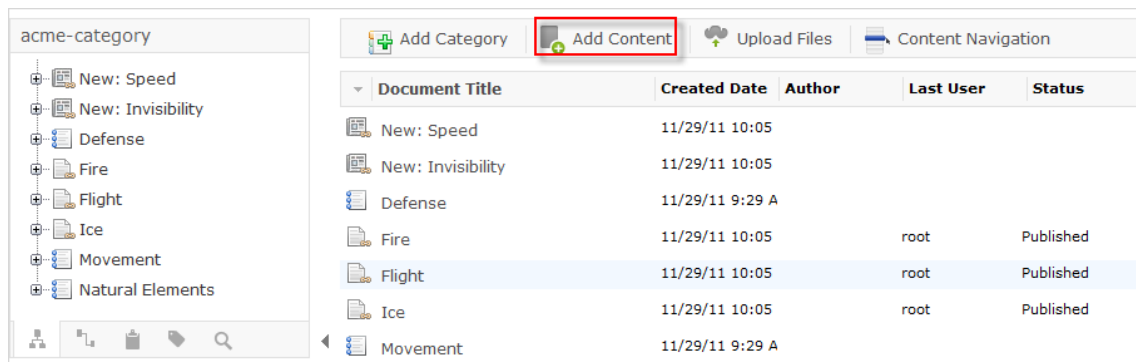 acme-category
New: Speed
New: Invisibility
Defense
Fire
Flight
Ice
Movement
Natural Elements
Add Category Add Content Upload Files Content Navigation
Document Title Created Date Author Last User Status
New: Speed 11/29/11 10:05
New: Invisibility 11/29/11 10:05
Defense 11/29/11 9:29 A
Fire 11/29/11 10:05 root Published
Flight 11/29/11 10:05 root Published
Ice 11/29/11 10:05 root Published
Movement 11/29/11 9:29 A